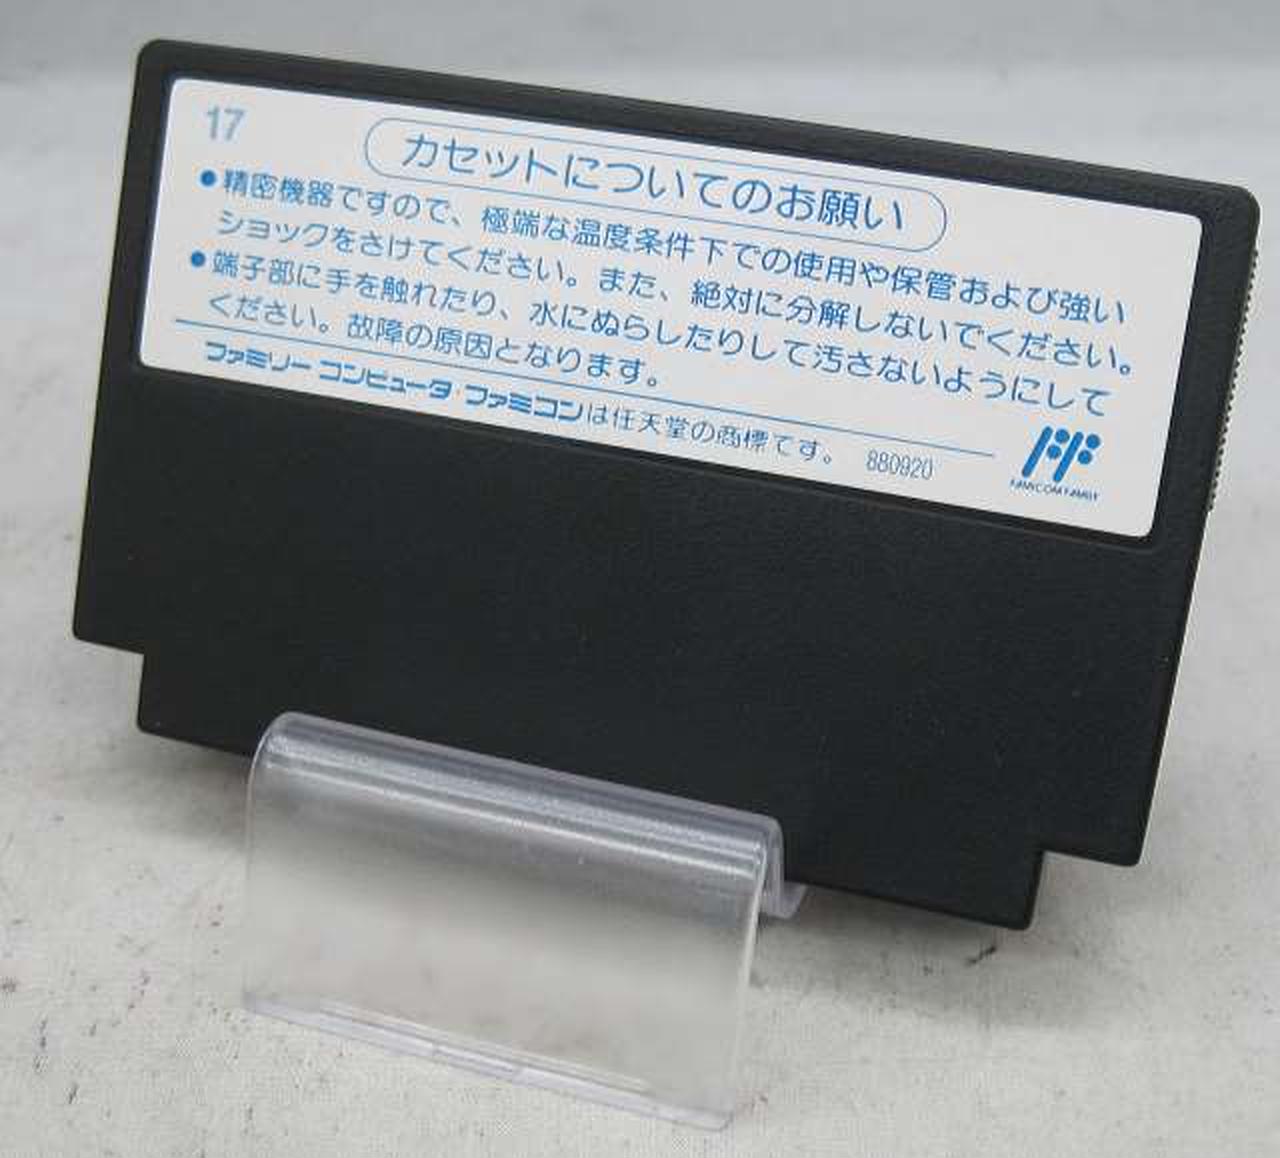 17
カセットについてのお願い
●精密機器ですので、極端な温度条件下での使用や保管および強い
ショックをさけてください。また、絶対に分解しないでください。
●端子部に手を触れたり、水にぬらしたりして汚さないようにして
ください。故障の原因となります。
ファミリーコンピュータ・ファミコンは任天堂の商標です。 880920
FF
FAMICOM FAMILY